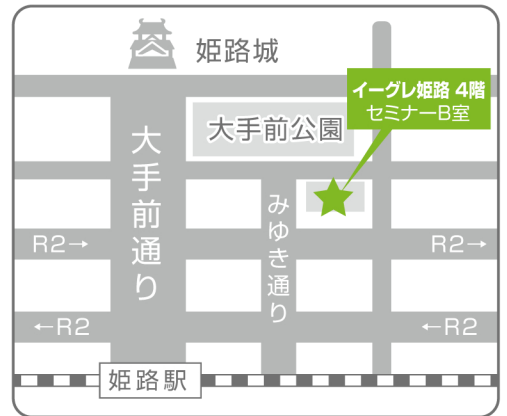 姫路城
イーグレ姫路 4階
セミナーB室
大手前公園
大手前通り
みゆき通り
R2→
R2→
←R2
←R2
姫路駅